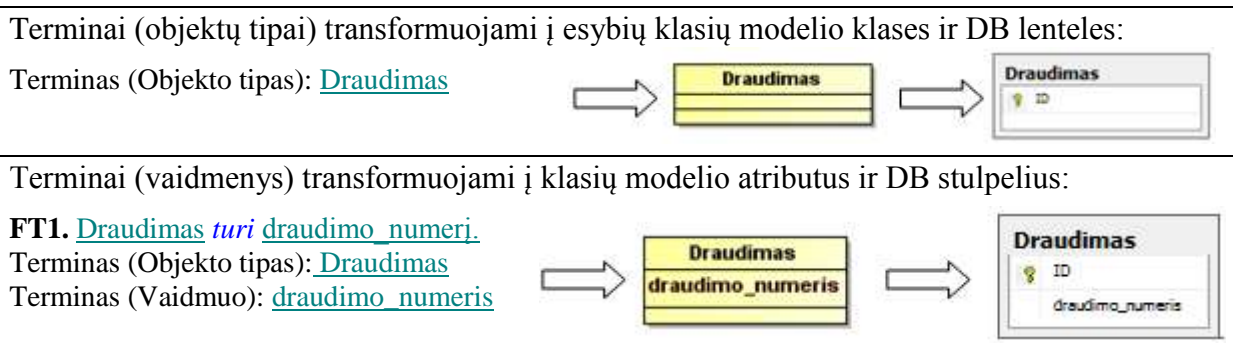 Terminai (objektų tipai) transformuojami į esybių klasių modelio klases ir DB lenteles:
Terminas (Objekto tipas): Draudimas
Draudimas
Draudimas
ID
Terminai (vaidmenys) transformuojami į klasių modelio atributus ir DB stulpelius:
FT1. Draudimas turi draudimo_numerį.
Terminas (Objekto tipas): Draudimas
Terminas (Vaidmuo): draudimo_numeris
Draudimas
draudimo_numeris
Draudimas
ID
draudimo_numeris